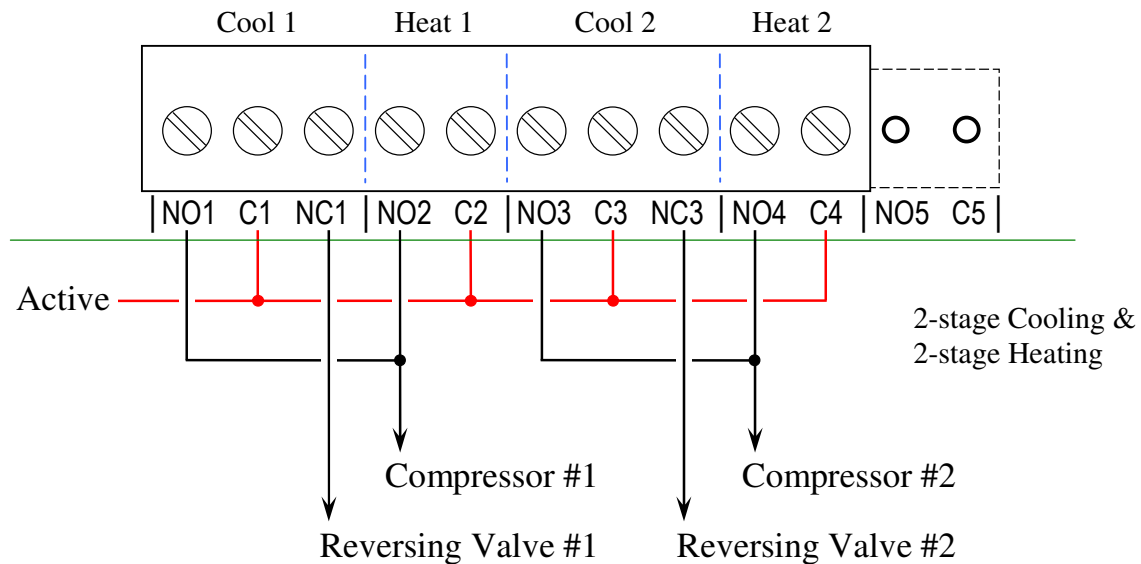 Cool 1 Heat 1 Cool 2 Heat 2
NO1 C1 NC1 NO2 C2 NO3 C3 NC3 NO4 C4 NO5 C5
Active
2-stage Cooling &
2-stage Heating
Compressor #1 Compressor #2
Reversing Valve #1 Reversing Valve #2